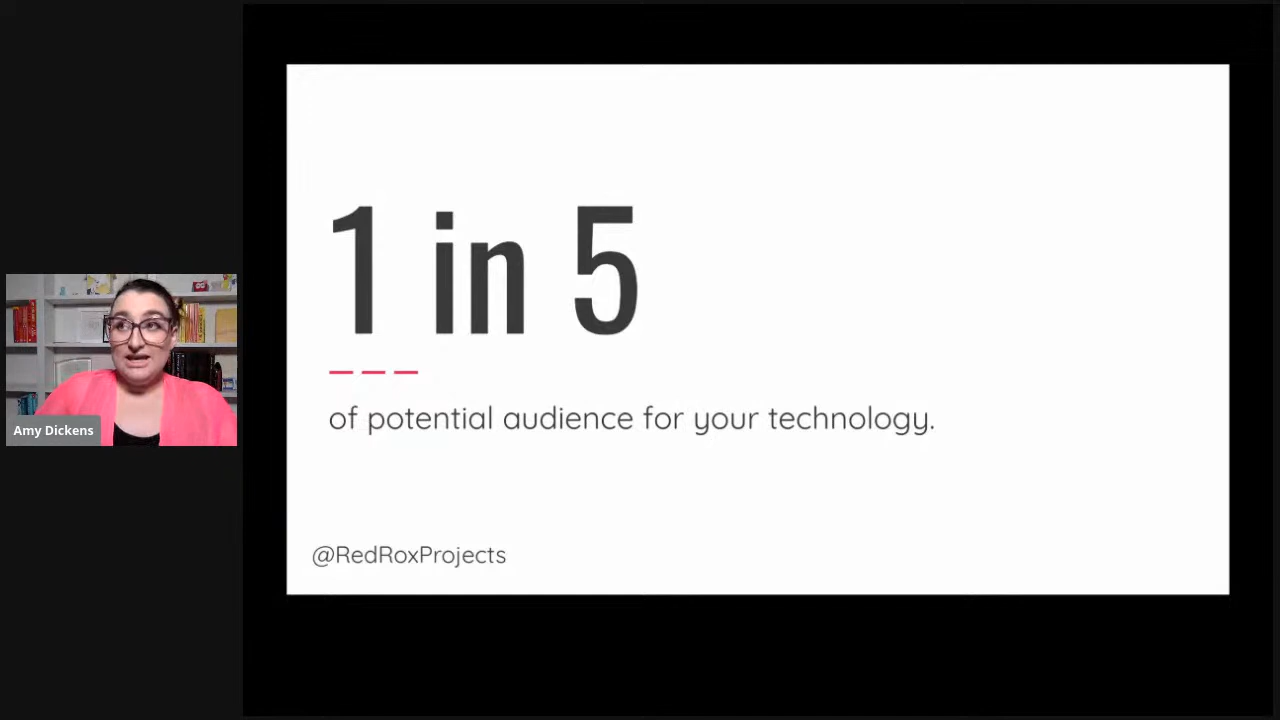 1 in 5
of potential audience for your technology.
@RedRoxProjects
Amy Dickens